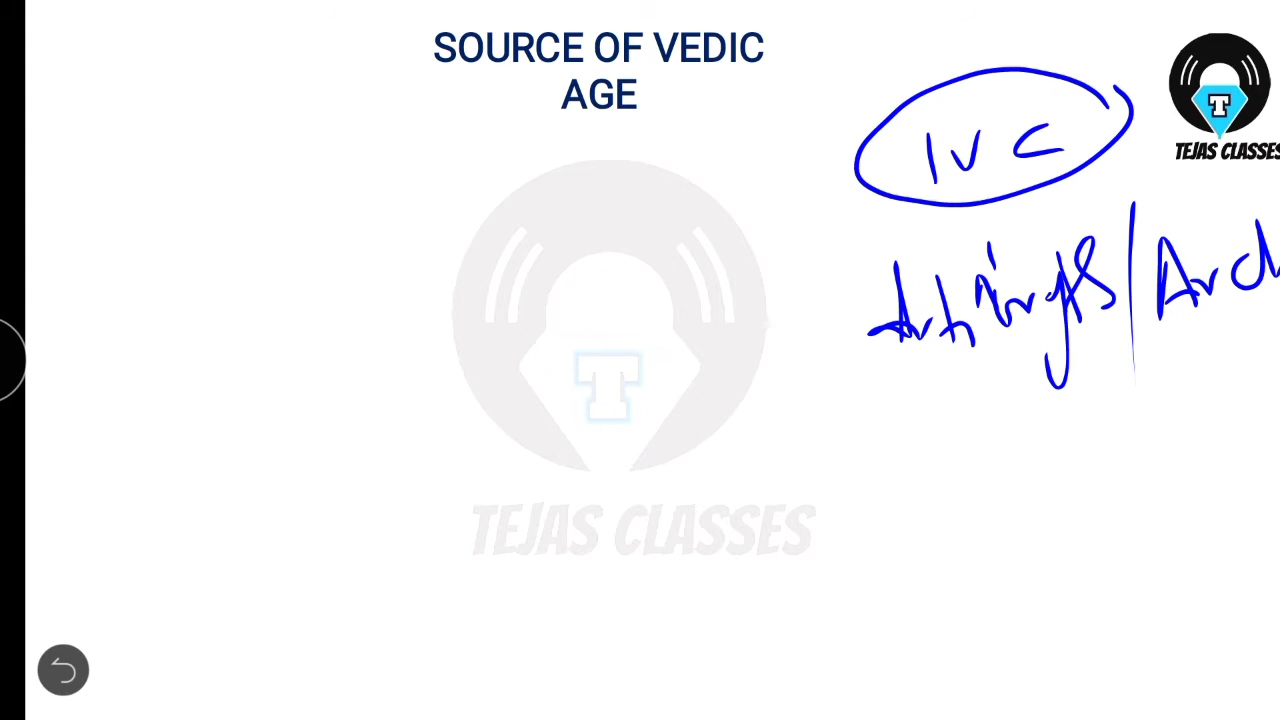 SOURCE OF VEDIC
AGE
IVC
T
TEJAS CLASSES
T
TEJAS CLASSES